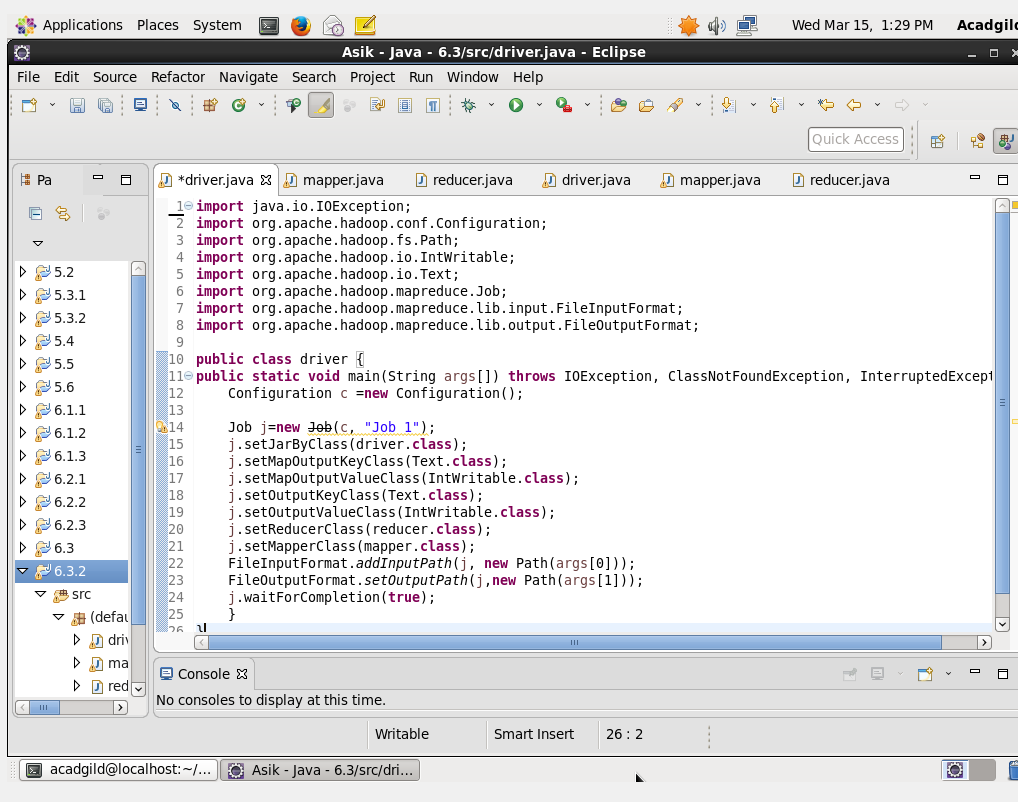 Applications Places System Wed Mar 15, 1:29 PM Acadgild
Asik - Java - 6.3/src/driver.java - Eclipse
File Edit Source Refactor Navigate Search Project Run Window Help
Quick Access
Pa
*driver.java mapper.java reducer.java driver.java mapper.java reducer.java
5.2
5.3.1
5.3.2
5.4
5.5
5.6
6.1.1
6.1.2
6.1.3
6.2.1
6.2.2
6.2.3
6.3
6.3.2
src
(defau
driv
ma
red
1 import java.io.IOException;
2 import org.apache.hadoop.conf.Configuration;
3 import org.apache.hadoop.fs.Path;
4 import org.apache.hadoop.io.IntWritable;
5 import org.apache.hadoop.io.Text;
6 import org.apache.hadoop.mapreduce.Job;
7 import org.apache.hadoop.mapreduce.lib.input.FileInputFormat;
8 import org.apache.hadoop.mapreduce.lib.output.FileOutputFormat;
9
10 public class driver {
11 public static void main(String args[]) throws IOException, ClassNotFoundException, InterruptedExcept
12 Configuration c =new Configuration();
13
14 Job j=new Job(c, "Job 1");
15 j.setJarByClass(driver.class);
16 j.setMapOutputKeyClass(Text.class);
17 j.setMapOutputValueClass(IntWritable.class);
18 j.setOutputKeyClass(Text.class);
19 j.setOutputValueClass(IntWritable.class);
20 j.setReducerClass(reducer.class);
21 j.setMapperClass(mapper.class);
22 FileInputFormat.addInputPath(j, new Path(args[0]));
23 FileOutputFormat.setOutputPath(j,new Path(args[1]));
24 j.waitForCompletion(true);
25 }
26 }
Console
No consoles to display at this time.
Writable Smart Insert 26 : 2
acadgild@localhost:~/... Asik - Java - 6.3/src/dri...